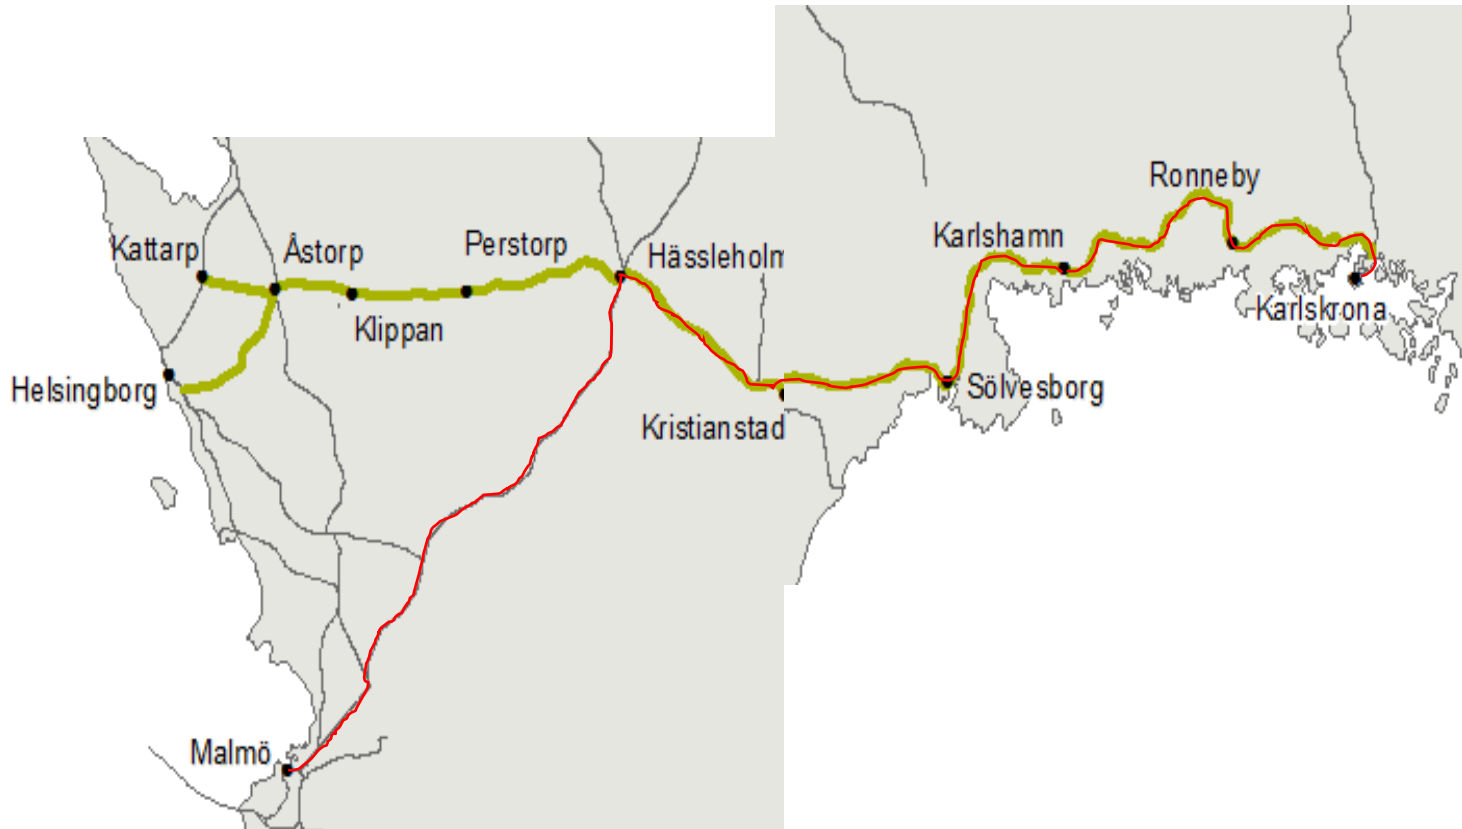 Ronneby
Karlshamn
Kattarp
Åstorp
Perstorp
Hässleholm
Karlskrona
Klippan
Helsingborg
Sölvesborg
Kristianstad
Malmö